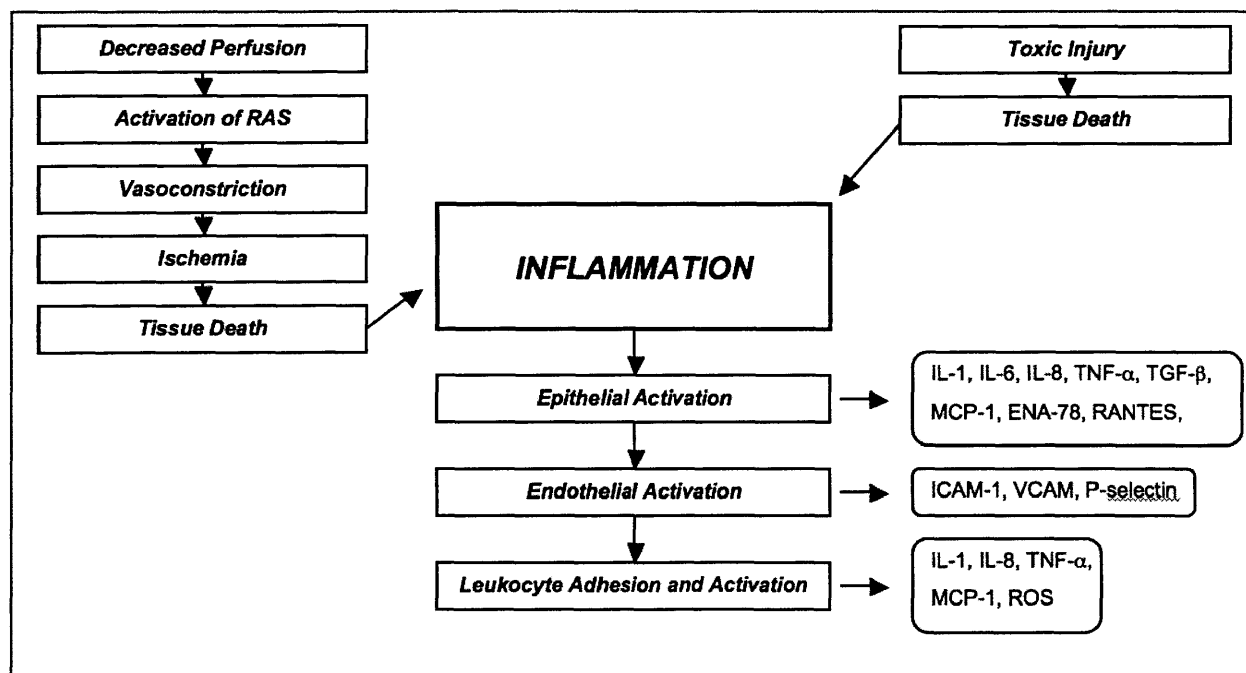 Decreased Perfusion
Activation of RAS
Vasoconstriction
Ischemia
Tissue Death
Toxic Injury
Tissue Death
INFLAMMATION
Epithelial Activation
IL-1, IL-6, IL-8, TNF-α, TGF-β,
MCP-1, ENA-78, RANTES,
Endothelial Activation
ICAM-1, VCAM, P-selectin
Leukocyte Adhesion and Activation
IL-1, IL-8, TNF-α,
MCP-1, ROS